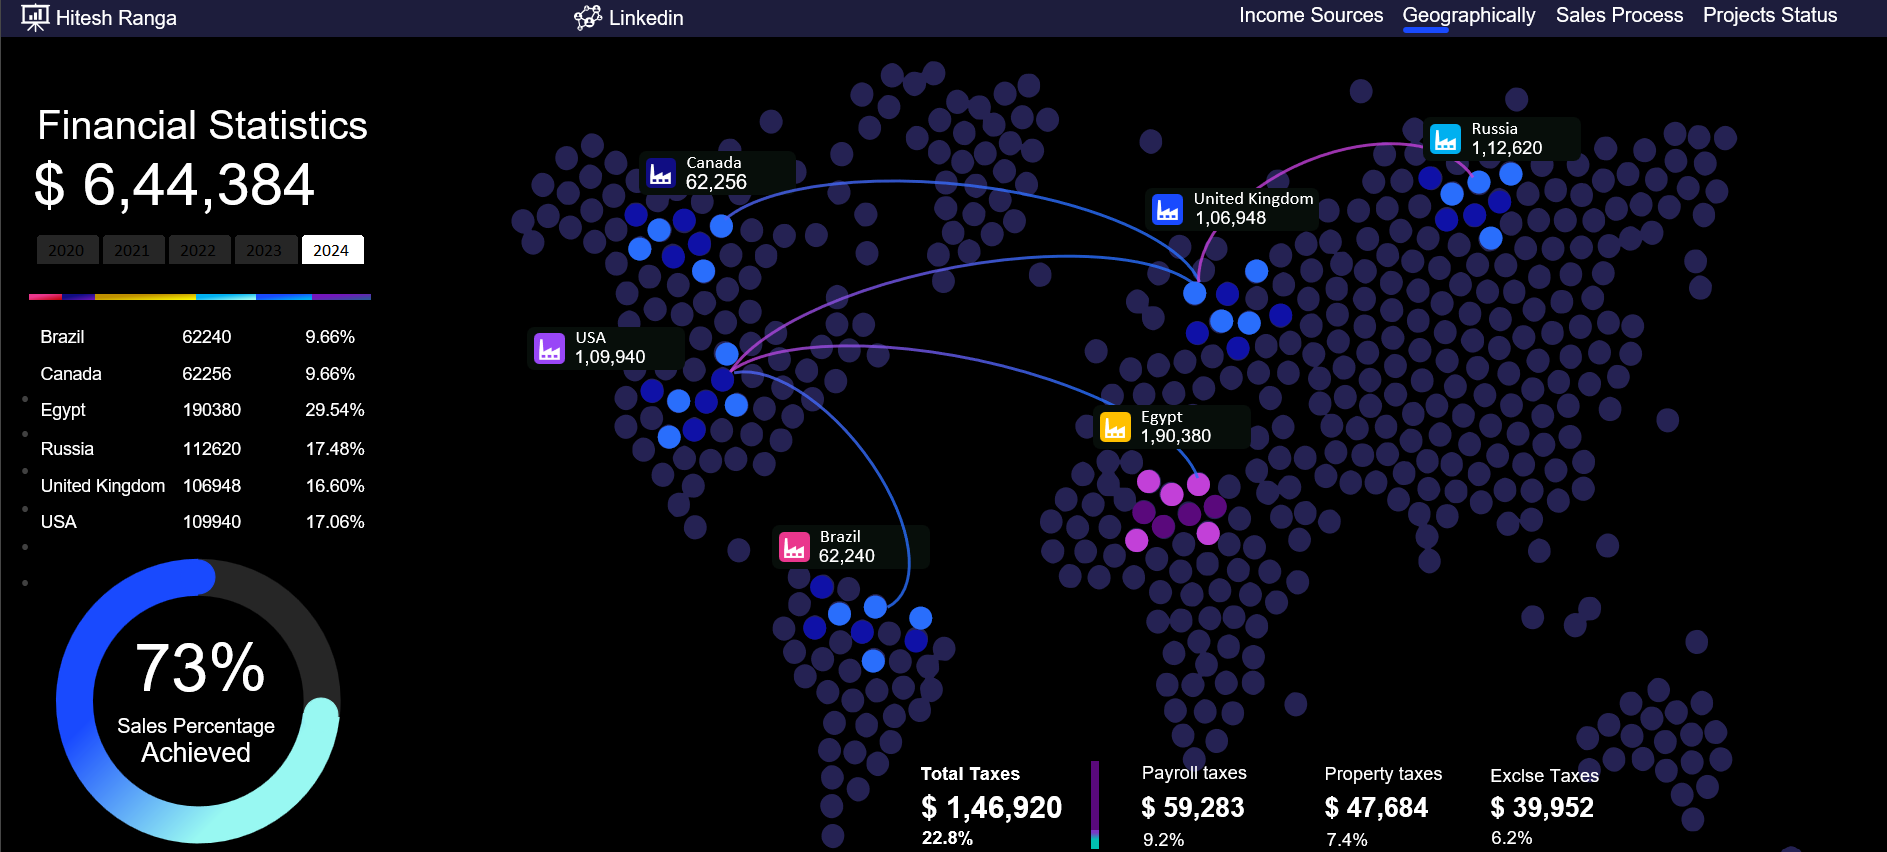 Hitesh Ranga
Linkedin
Income Sources Geographically Sales Process Projects Status
Financial Statistics
$ 6,44,384
2020 2021 2022 2023 2024
Brazil 62240 9.66%
Canada 62256 9.66%
Egypt 190380 29.54%
Russia 112620 17.48%
United Kingdom 106948 16.60%
USA 109940 17.06%
73%
Sales Percentage
Achieved
Canada
62,256
Russia
1,12,620
United Kingdom
1,06,948
USA
1,09,940
Egypt
1,90,380
Brazil
62,240
Total Taxes
$ 1,46,920
22.8%
Payroll taxes
$ 59,283
9.2%
Property taxes
$ 47,684
7.4%
Exclse Taxes
$ 39,952
6.2%